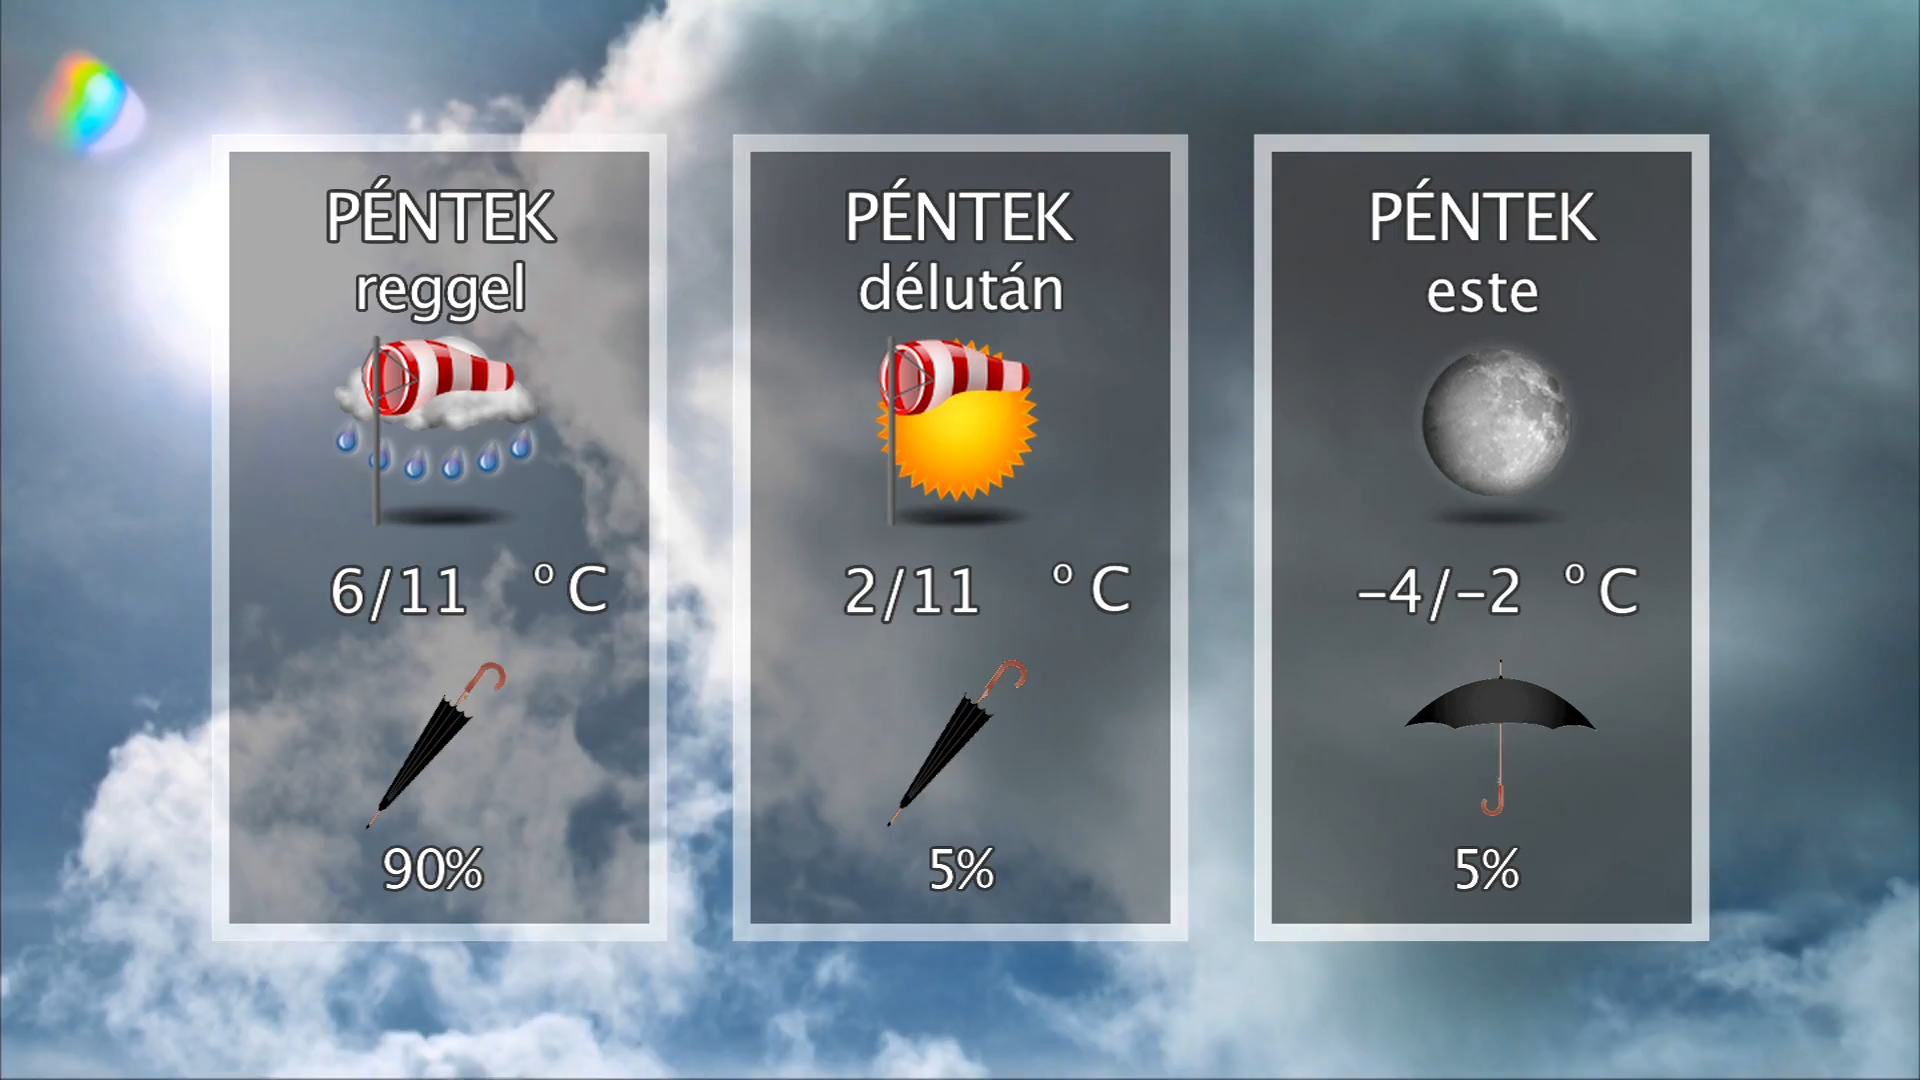 PÉNTEK
reggel
6/11 °C
90%
PÉNTEK
délután
2/11 °C
5%
PÉNTEK
este
-4/-2 °C
5%